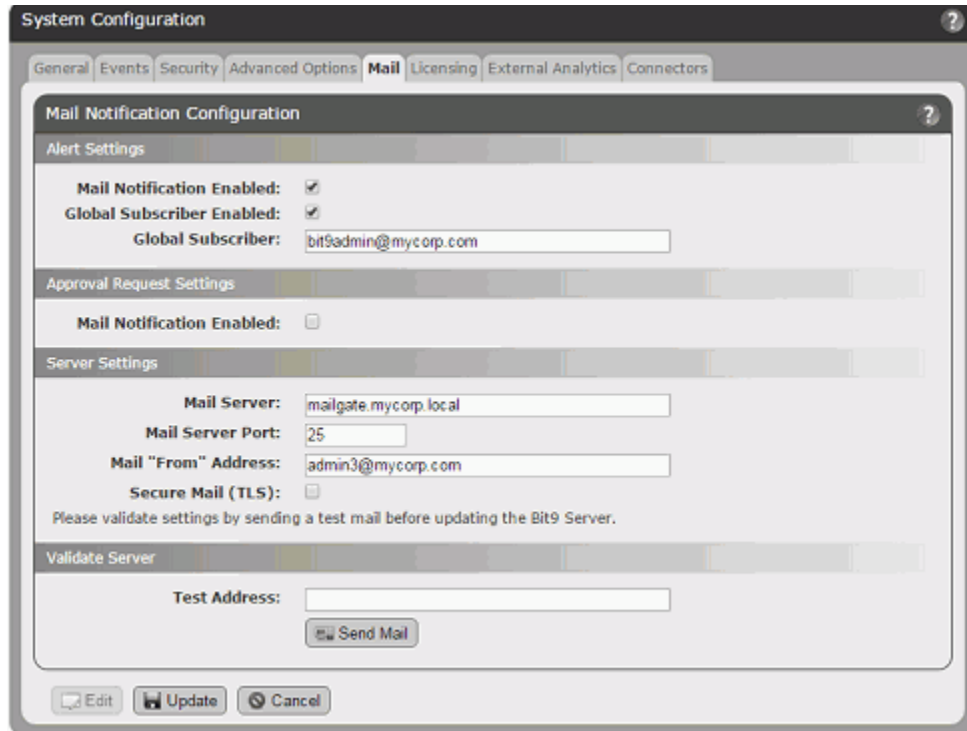 System Configuration ?
General Events Security Advanced Options Mail Licensing External Analytics Connectors
Mail Notification Configuration ?
Alert Settings
Mail Notification Enabled:
Global Subscriber Enabled:
Global Subscriber: bit9admin@mycorp.com
Approval Request Settings
Mail Notification Enabled:
Server Settings
Mail Server: mailgate.mycorp.local
Mail Server Port: 25
Mail "From" Address: admin3@mycorp.com
Secure Mail (TLS):
Please validate settings by sending a test mail before updating the Bit9 Server.
Validate Server
Test Address:
Send Mail
Edit Update Cancel